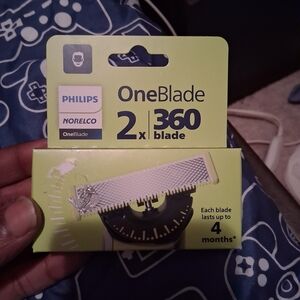 OneBlade
PHILIPS
NORELCO
OneBlade
2x 360
blade
Each blade
lasts up to
4
months*